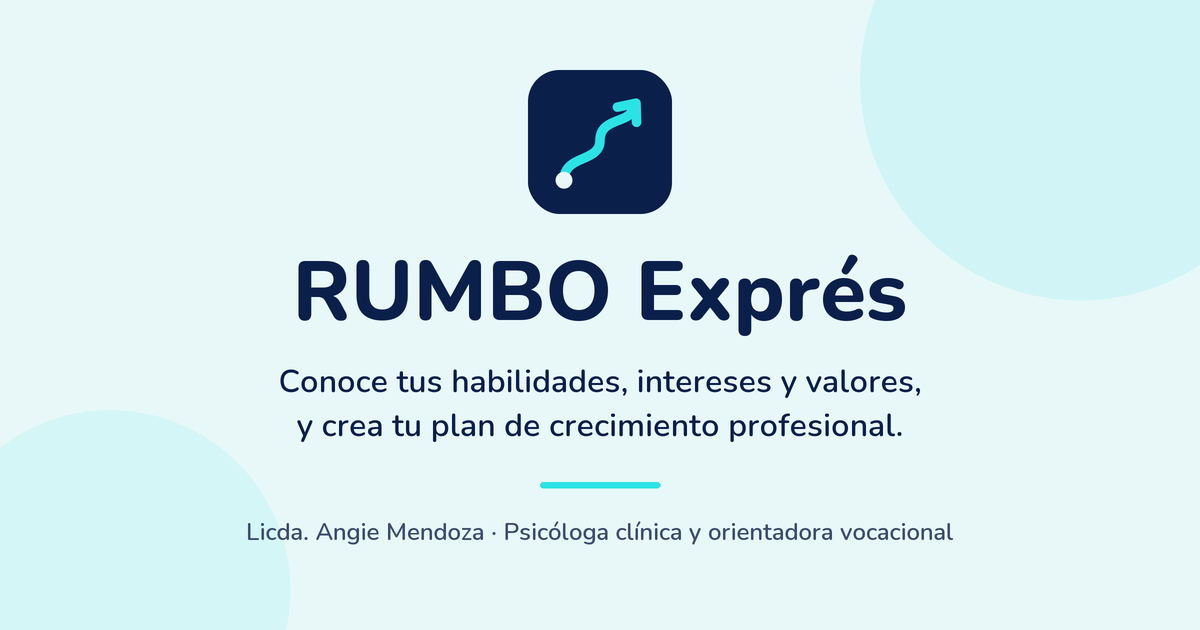 RUMBO Exprés
Conoce tus habilidades, intereses y valores,
y crea tu plan de crecimiento profesional.
Licda. Angie Mendoza · Psicóloga clínica y orientadora vocacional